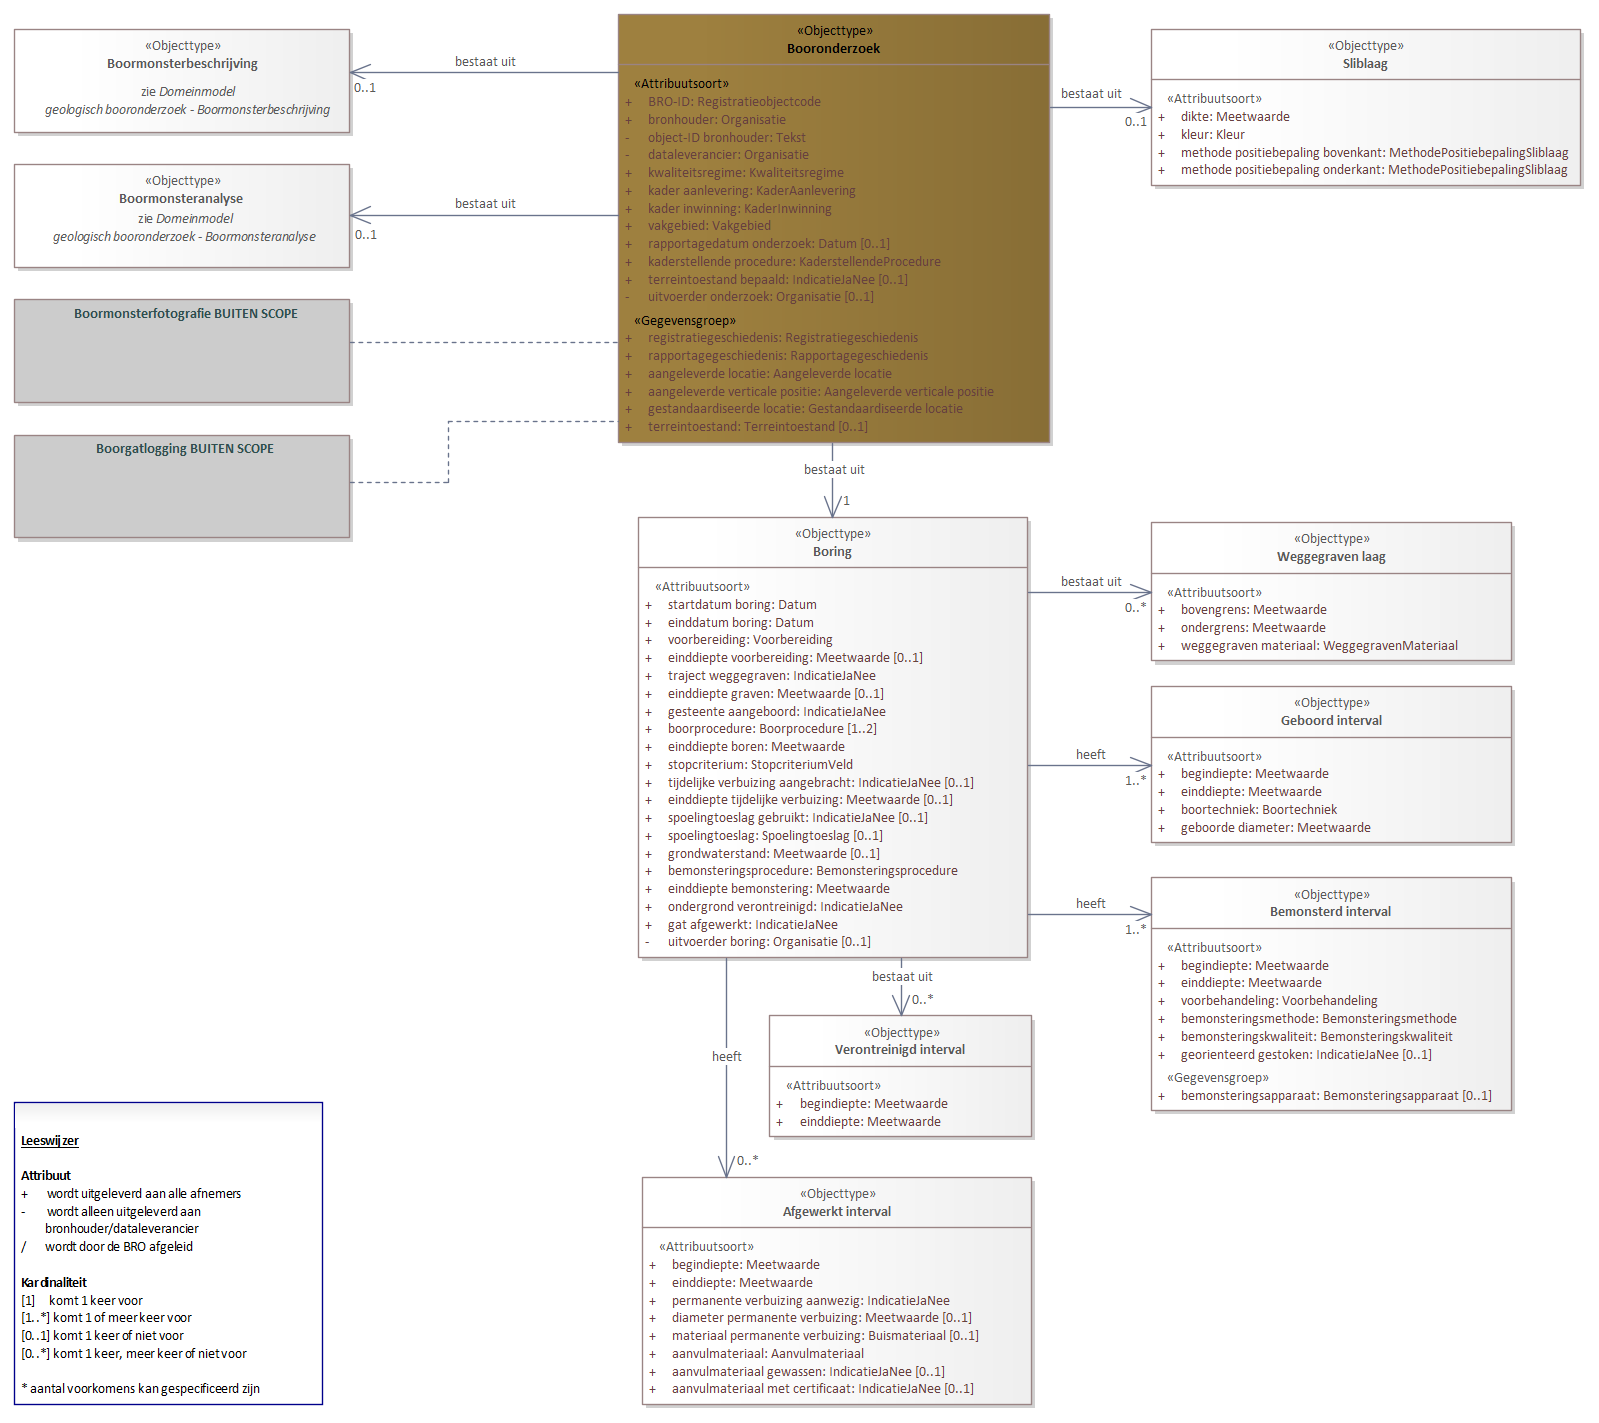 «Objecttype»
Boormonsterbeschrijving
zie Domeinmodel
geologisch booronderzoek - Boormonsterbeschrijving
bestaat uit
0..1
«Objecttype»
Boormonsteranalyse
zie Domeinmodel
geologisch booronderzoek - Boormonsteranalyse
bestaat uit
0..1
Boormonsterfotografie BUITEN SCOPE
Boorgatlogging BUITEN SCOPE
«Objecttype»
Booronderzoek
«Attribuutsoort»
+ BRO-ID: Registratieobjectcode
+ bronhouder: Organisatie
- object-ID bronhouder: Tekst
- dataleverancier: Organisatie
+ kwaliteitsregime: Kwaliteitsregime
+ kader aanlevering: KaderAanlevering
+ kader inwinning: KaderInwinning
+ vakgebied: Vakgebied
+ rapportagedatum onderzoek: Datum [0..1]
+ kaderstellende procedure: KaderstellendeProcedure
+ terreintoestand bepaald: IndicatieJaNee [0..1]
- uitvoerder onderzoek: Organisatie [0..1]
«Gegevensgroep»
+ registratiegeschiedenis: Registratiegeschiedenis
+ rapportagegeschiedenis: Rapportagegeschiedenis
+ aangeleverde locatie: Aangeleverde locatie
+ aangeleverde verticale positie: Aangeleverde verticale positie
+ gestandaardiseerde locatie: Gestandaardiseerde locatie
+ terreintoestand: Terreintoestand [0..1]
bestaat uit
0..1
«Objecttype»
Sliblaag
«Attribuutsoort»
+ dikte: Meetwaarde
+ kleur: Kleur
+ methode positiebepaling bovenkant: MethodePositiebepalingSliblaag
+ methode positiebepaling onderkant: MethodePositiebepalingSliblaag
bestaat uit
1
«Objecttype»
Boring
«Attribuutsoort»
+ startdatum boring: Datum
+ einddatum boring: Datum
+ voorbereiding: Voorbereiding
+ einddiepte voorbereiding: Meetwaarde [0..1]
+ traject weggegraven: IndicatieJaNee
+ einddiepte graven: Meetwaarde [0..1]
+ gesteente aangeboord: IndicatieJaNee
+ boorprocedure: Boorprocedure [1..2]
+ einddiepte boren: Meetwaarde
+ stopcriterium: StopcriteriumVeld
+ tijdelijke verbuizing aangebracht: IndicatieJaNee [0..1]
+ einddiepte tijdelijke verbuizing: Meetwaarde [0..1]
+ spoelingtoeslag gebruikt: IndicatieJaNee [0..1]
+ spoelingtoeslag: Spoelingtoeslag [0..1]
+ grondwaterstand: Meetwaarde [0..1]
+ bemonsteringsprocedure: Bemonsteringsprocedure
+ einddiepte bemonstering: Meetwaarde
+ ondergrond verontreinigd: IndicatieJaNee
+ gat afgewerkt: IndicatieJaNee
- uitvoerder boring: Organisatie [0..1]
bestaat uit
0..*
«Objecttype»
Weggegraven laag
«Attribuutsoort»
+ bovengrens: Meetwaarde
+ ondergrens: Meetwaarde
+ weggegraven materiaal: WeggegravenMateriaal
heeft
1..*
«Objecttype»
Geboord interval
«Attribuutsoort»
+ begindiepte: Meetwaarde
+ einddiepte: Meetwaarde
+ boortechniek: Boortechniek
+ geboorde diameter: Meetwaarde
heeft
1..*
«Objecttype»
Bemonsterd interval
«Attribuutsoort»
+ begindiepte: Meetwaarde
+ einddiepte: Meetwaarde
+ voorbehandeling: Voorbehandeling
+ bemonsteringsmethode: Bemonsteringsmethode
+ bemonsteringskwaliteit: Bemonsteringskwaliteit
+ georienteerd gestoken: IndicatieJaNee [0..1]
«Gegevensgroep»
+ bemonsteringsapparaat: Bemonsteringsapparaat [0..1]
bestaat uit
0..*
«Objecttype»
Verontreinigd interval
«Attribuutsoort»
+ begindiepte: Meetwaarde
+ einddiepte: Meetwaarde
heeft
0..*
«Objecttype»
Afgewerkt interval
«Attribuutsoort»
+ begindiepte: Meetwaarde
+ einddiepte: Meetwaarde
+ permanente verbuizing aanwezig: IndicatieJaNee
+ diameter permanente verbuizing: Meetwaarde [0..1]
+ materiaal permanente verbuizing: Buismateriaal [0..1]
+ aanvulmateriaal: Aanvulmateriaal
+ aanvulmateriaal gewassen: IndicatieJaNee [0..1]
+ aanvulmateriaal met certificaat: IndicatieJaNee [0..1]
Leeswijzer
Attribuut
+ wordt uitgeleverd aan alle afnemers
- wordt alleen uitgeleverd aan
bronhouder/dataleverancier
/ wordt door de BRO afgeleid
Kardinaliteit
[1] komt 1 keer voor
[1..*] komt 1 of meer keer voor
[0..1] komt 1 keer of niet voor
[0..*] komt 1 keer, meer keer of niet voor
* aantal voorkomens kan gespecificeerd zijn